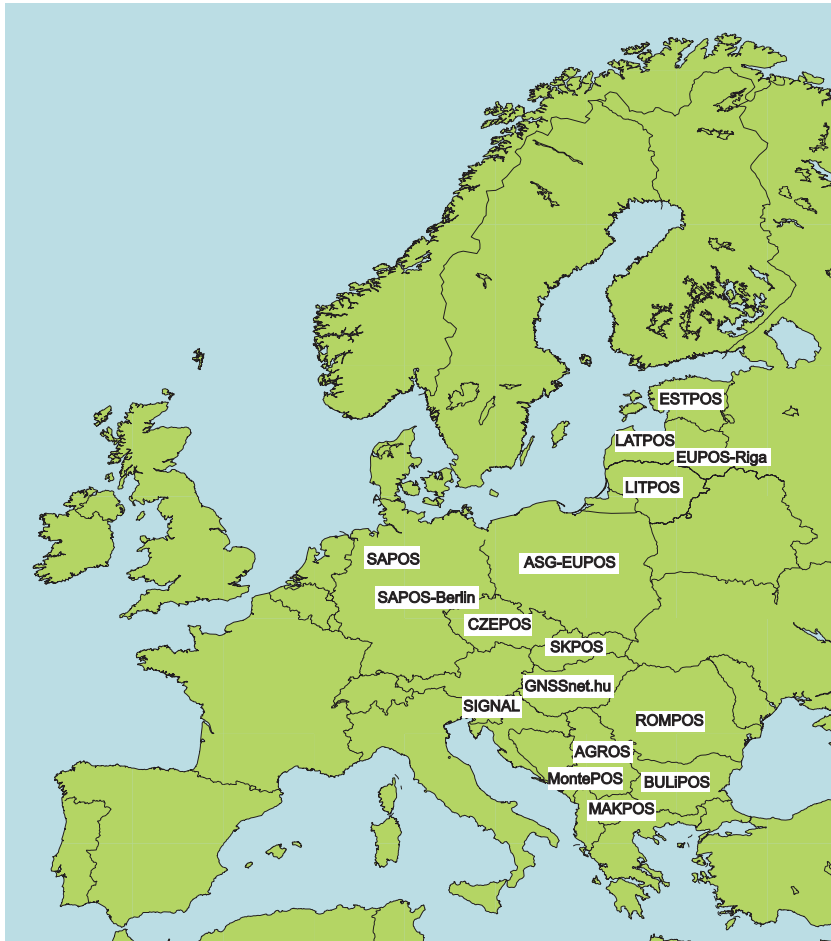 ESTPOS
LATPOS
EUPOS-Riga
LITPOS
SAPOS
ASG-EUPOS
SAPOS-Berlin
CZEPOS
SKPOS
GNSSnet.hu
SIGNAL
ROMPOS
AGROS
MontePOS
BULiPOS
MAKPOS